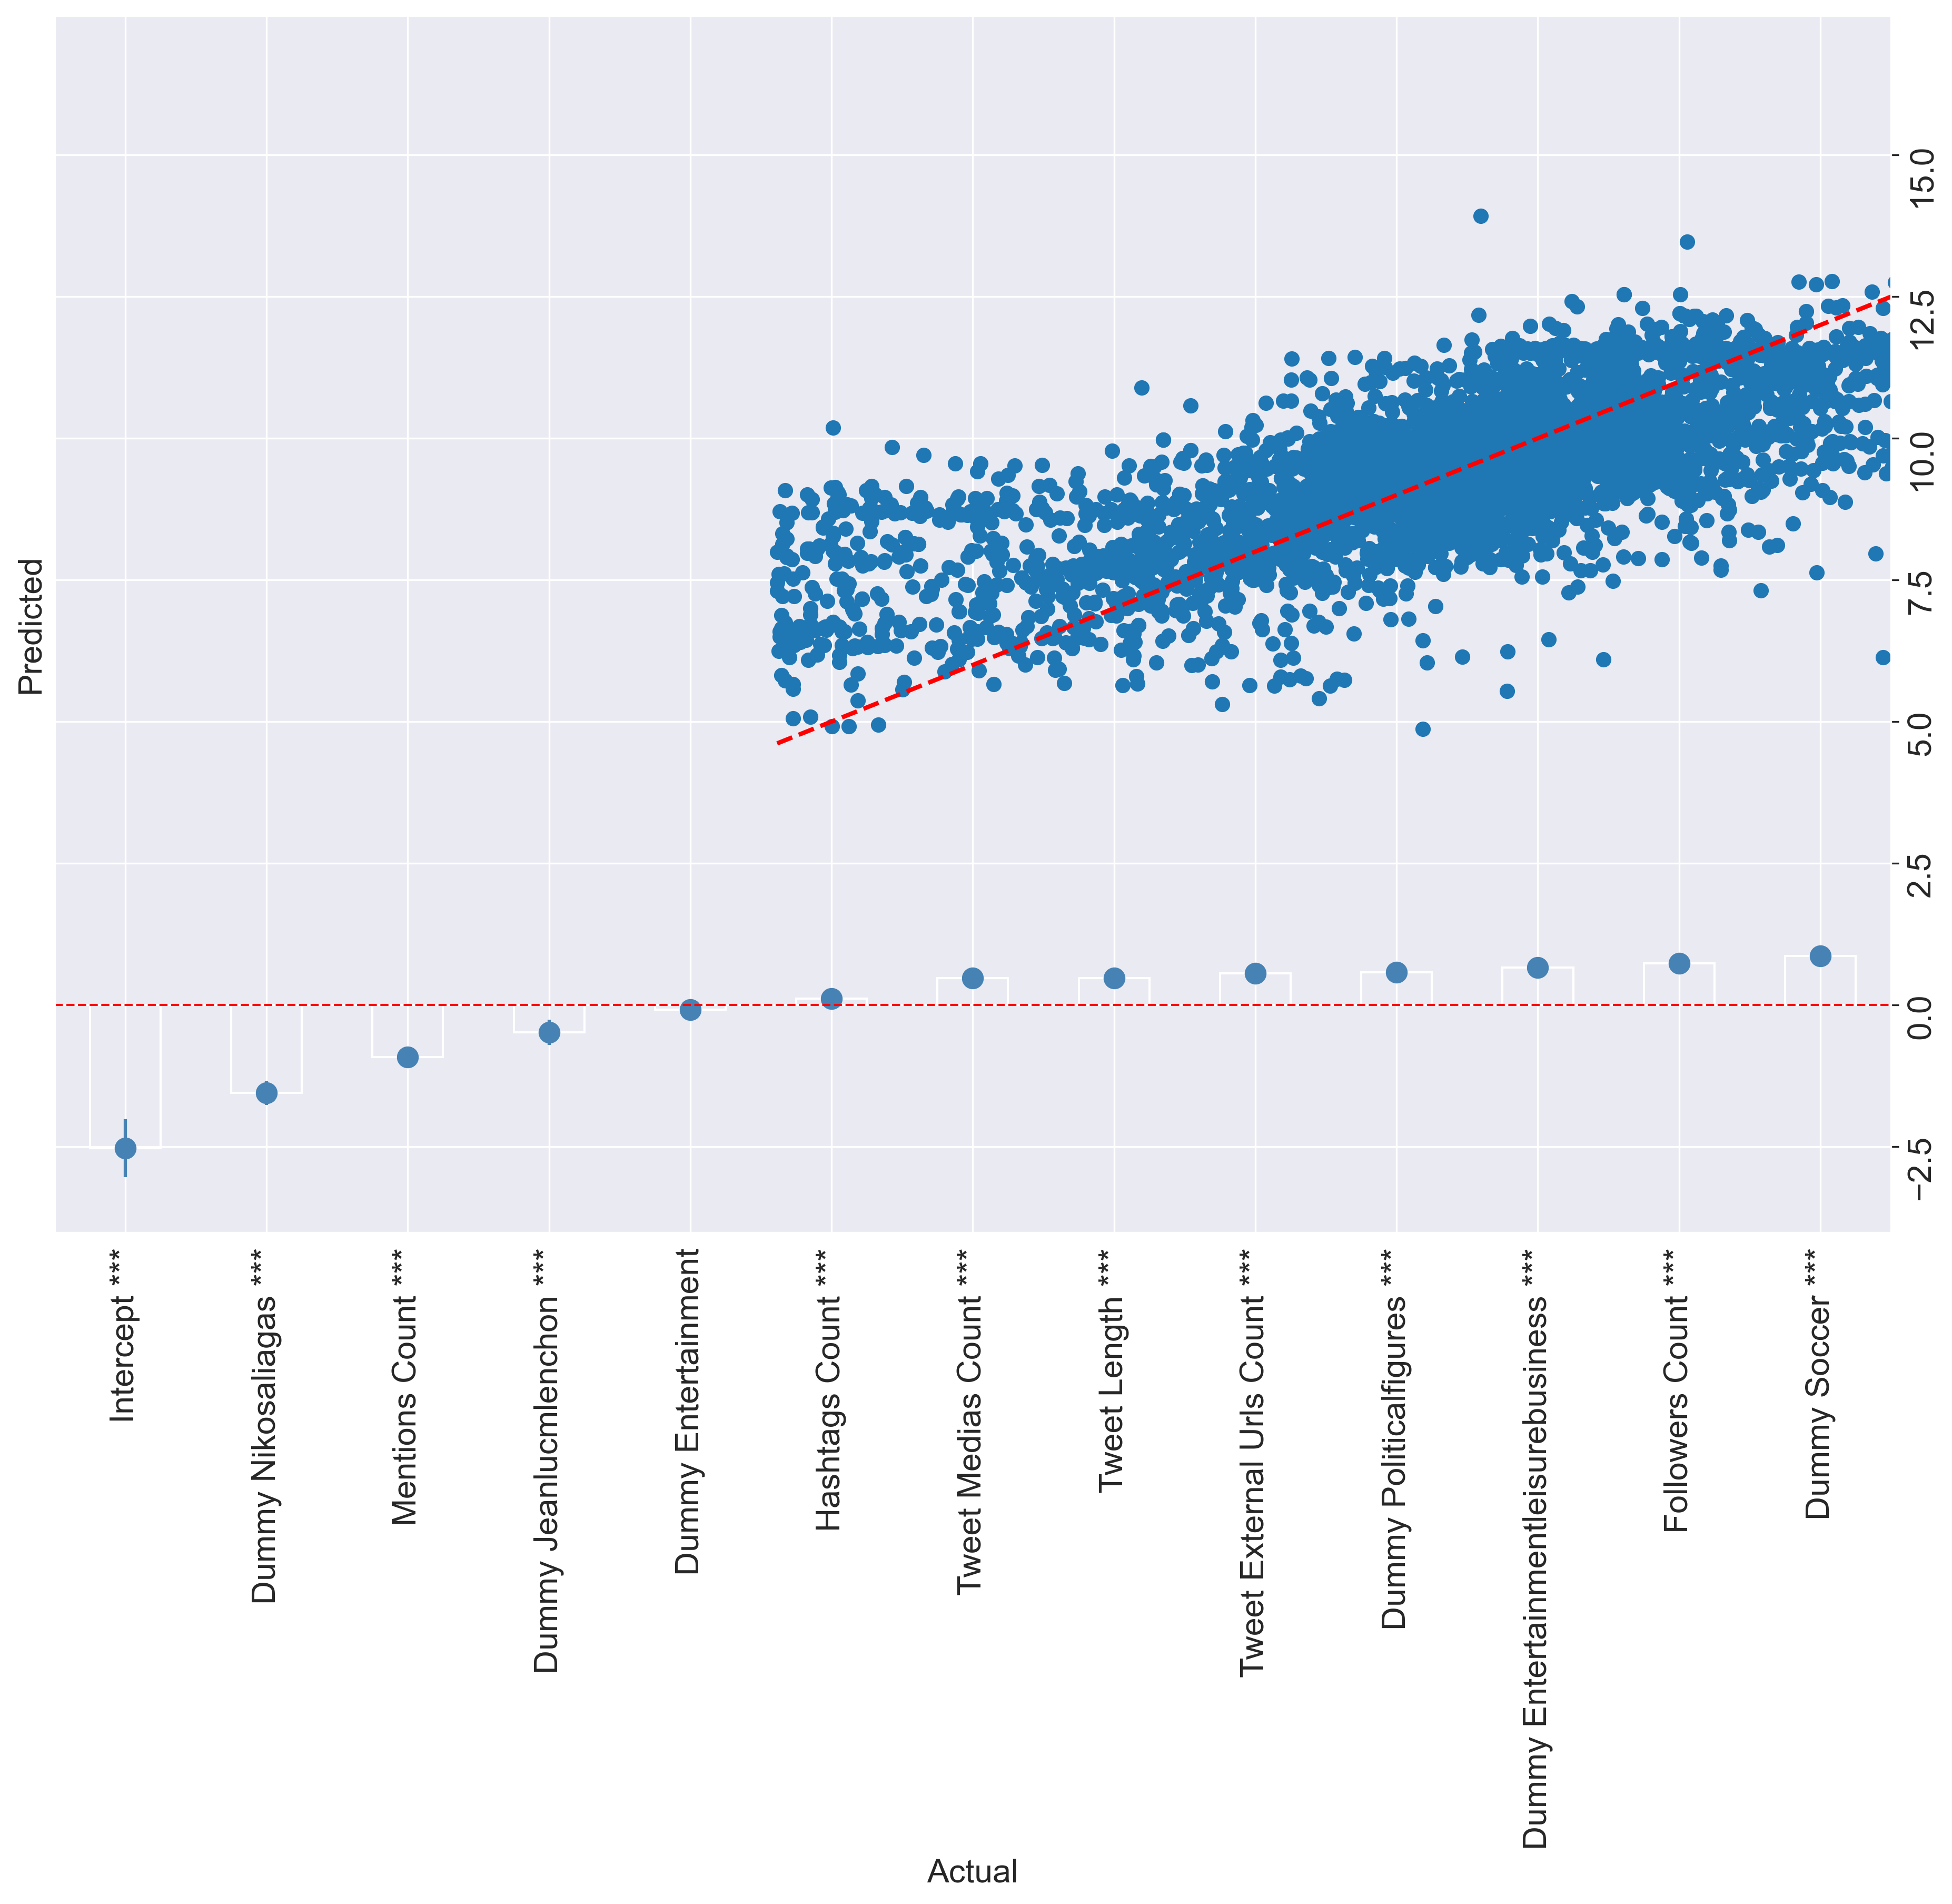 Predicted
15.0
12.5
10.0
7.5
5.0
2.5
0.0
−2.5
Intercept ***
Dummy Nikosaliagas ***
Mentions Count ***
Dummy Jeanlucmlenchon ***
Dummy Entertainment
Hashtags Count ***
Tweet Medias Count ***
Tweet Length ***
Tweet External Urls Count ***
Dummy Politicalfigures ***
Dummy Entertainmentleisurebusiness ***
Followers Count ***
Dummy Soccer ***
Actual